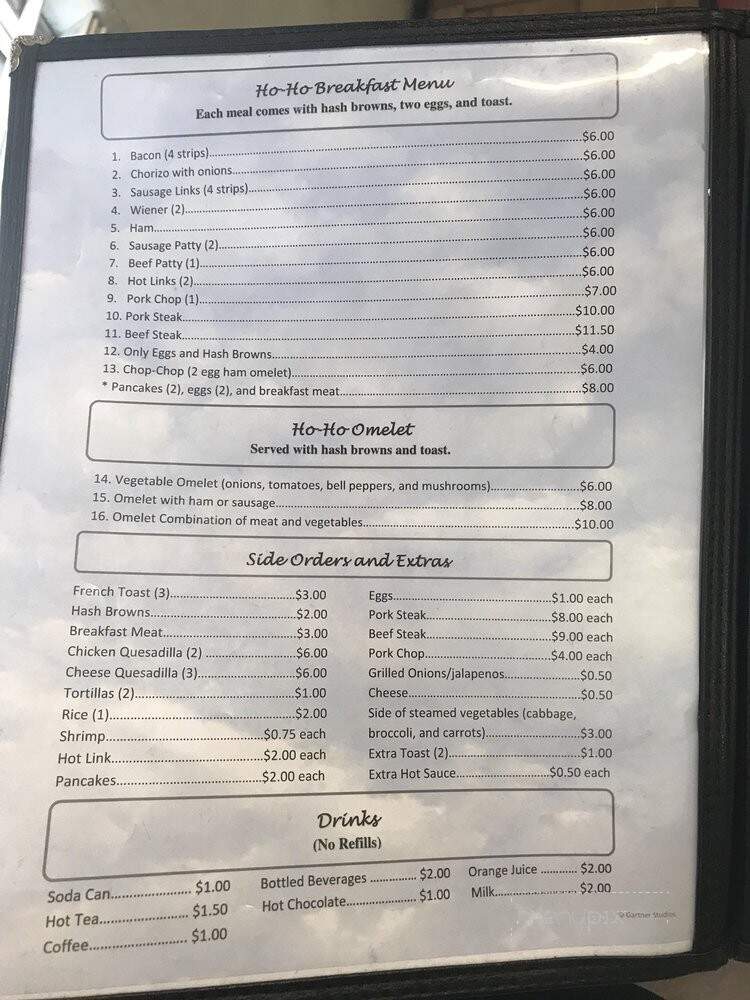 Ho-Ho Breakfast Menu
Each meal comes with hash browns, two eggs, and toast.
1. Bacon (4 strips)..........$6.00
2. Chorizo with onions..........$6.00
3. Sausage Links (4 strips)..........$6.00
4. Wiener (2)..........$6.00
5. Ham..........$6.00
6. Sausage Patty (2)..........$6.00
7. Beef Patty (1)..........$6.00
8. Hot Links (2)..........$6.00
9. Pork Chop (1)..........$7.00
10. Pork Steak..........$10.00
11. Beef Steak..........$11.50
12. Only Eggs and Hash Browns..........$4.00
13. Chop-Chop (2 egg ham omelet)..........$6.00
* Pancakes (2), eggs (2), and breakfast meat..........$8.00
Ho-Ho Omelet
Served with hash browns and toast.
14. Vegetable Omelet (onions, tomatoes, bell peppers, and mushrooms)..........$6.00
15. Omelet with ham or sausage..........$8.00
16. Omelet Combination of meat and vegetables..........$10.00
Side Orders and Extras
French Toast (3)..........$3.00
Hash Browns..........$2.00
Breakfast Meat..........$3.00
Chicken Quesadilla (2) ..........$6.00
Cheese Quesadilla (3)..........$6.00
Tortillas (2)..........$1.00
Rice (1)..........$2.00
Shrimp..........$0.75 each
Hot Link..........$2.00 each
Pancakes..........$2.00 each
Eggs..........$1.00 each
Pork Steak..........$8.00 each
Beef Steak..........$9.00 each
Pork Chop..........$4.00 each
Grilled Onions/jalapenos..........$0.50
Cheese..........$0.50
Side of steamed vegetables (cabbage,
broccoli, and carrots)..........$3.00
Extra Toast (2)..........$1.00
Extra Hot Sauce..........$0.50 each
Drinks
(No Refills)
Soda Can.......... $1.00
Hot Tea.......... $1.50
Coffee.......... $1.00
Bottled Beverages .......... $2.00
Hot Chocolate.......... $1.00
Orange Juice .......... $2.00
Milk.......... $2.00
© Gartner Studios